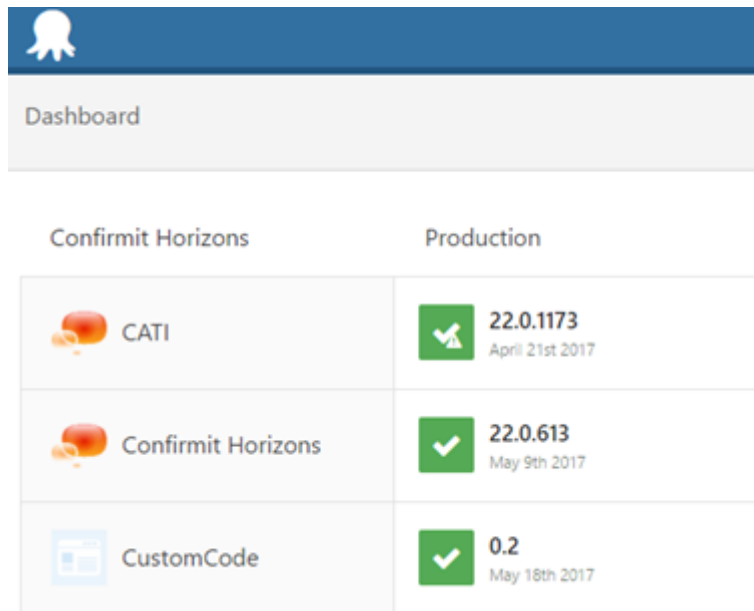 Dashboard
Confirmit Horizons Production
CATI
22.0.1173
April 21st 2017
Confirmit Horizons
22.0.613
May 9th 2017
CustomCode
0.2
May 18th 2017